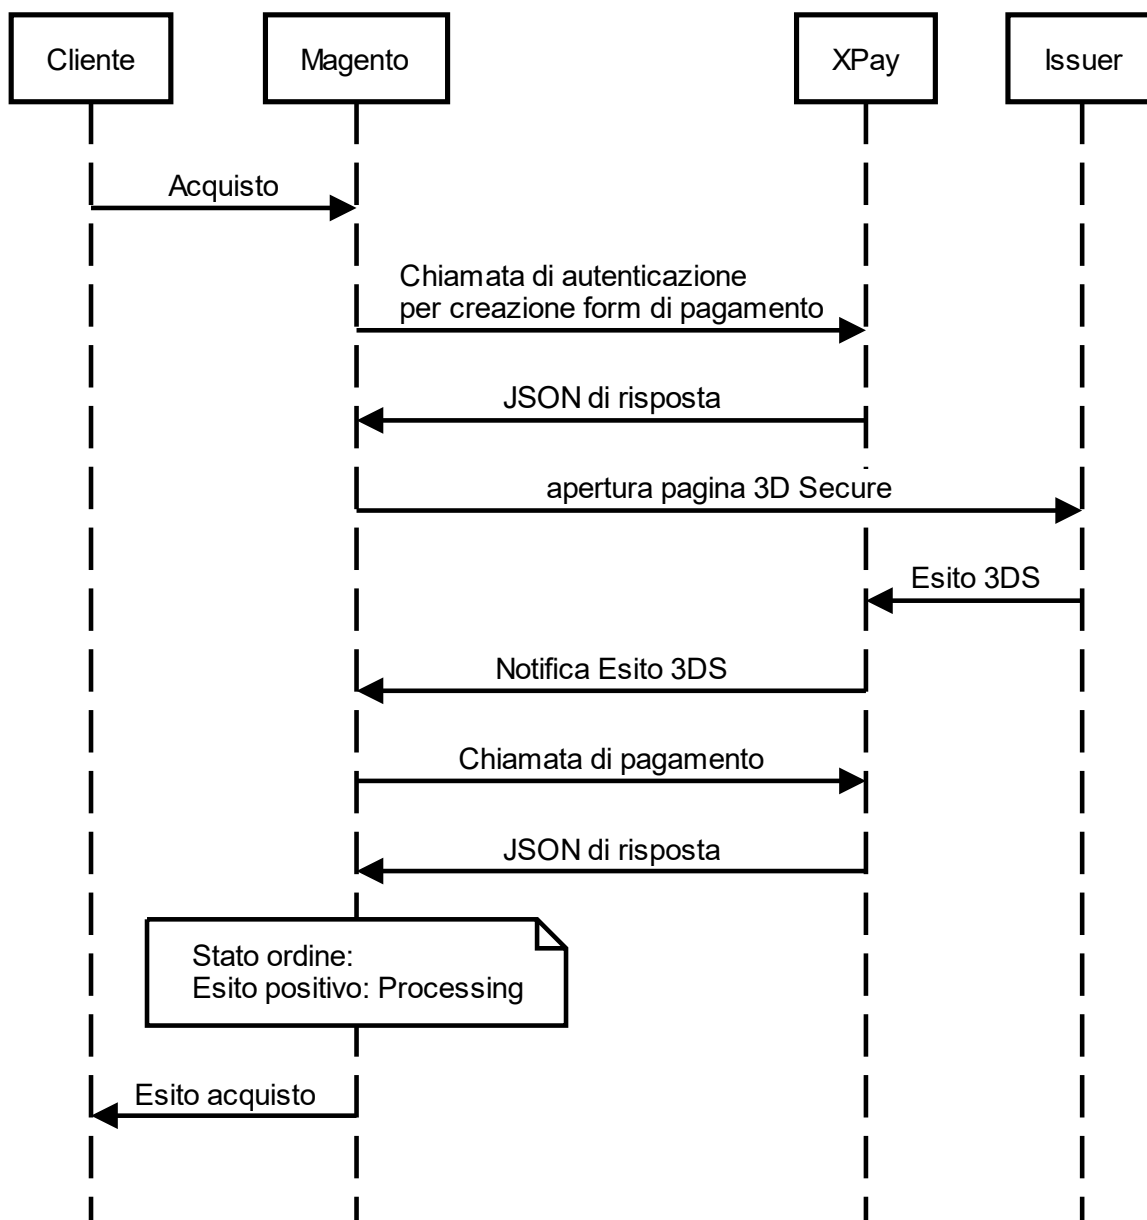 Cliente
Magento
XPay
Issuer
Acquisto
Chiamata di autenticazione
per creazione form di pagamento
JSON di risposta
apertura pagina 3D Secure
Esito 3DS
Notifica Esito 3DS
Chiamata di pagamento
JSON di risposta
Stato ordine:
Esito positivo: Processing
Esito acquisto